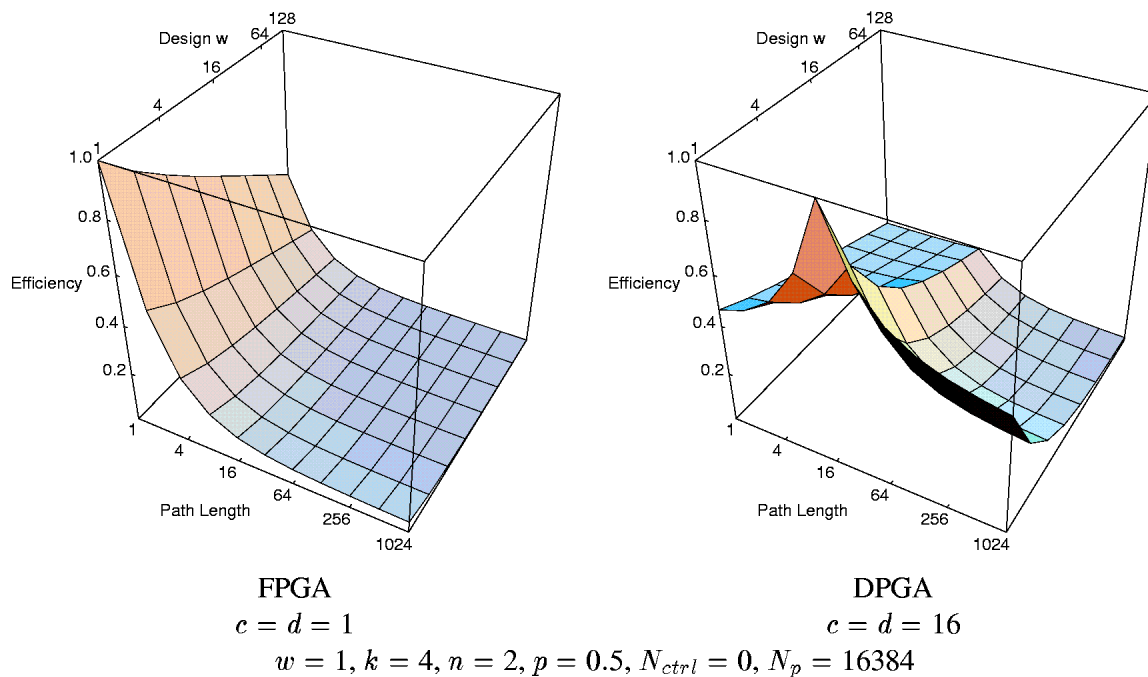 128
64
Design w
16
4
1
1.0
0.8
Efficiency
0.6
0.4
0.2
1
4
16
Path Length
64
256
1024
128
64
Design w
16
4
1
1.0
0.8
Efficiency
0.6
0.4
0.2
1
4
16
Path Length
64
256
1024
FPGA
c = d = 1
DPGA
c = d = 16
w = 1, k = 4, n = 2, p = 0.5, N_ctrl = 0, N_p = 16384